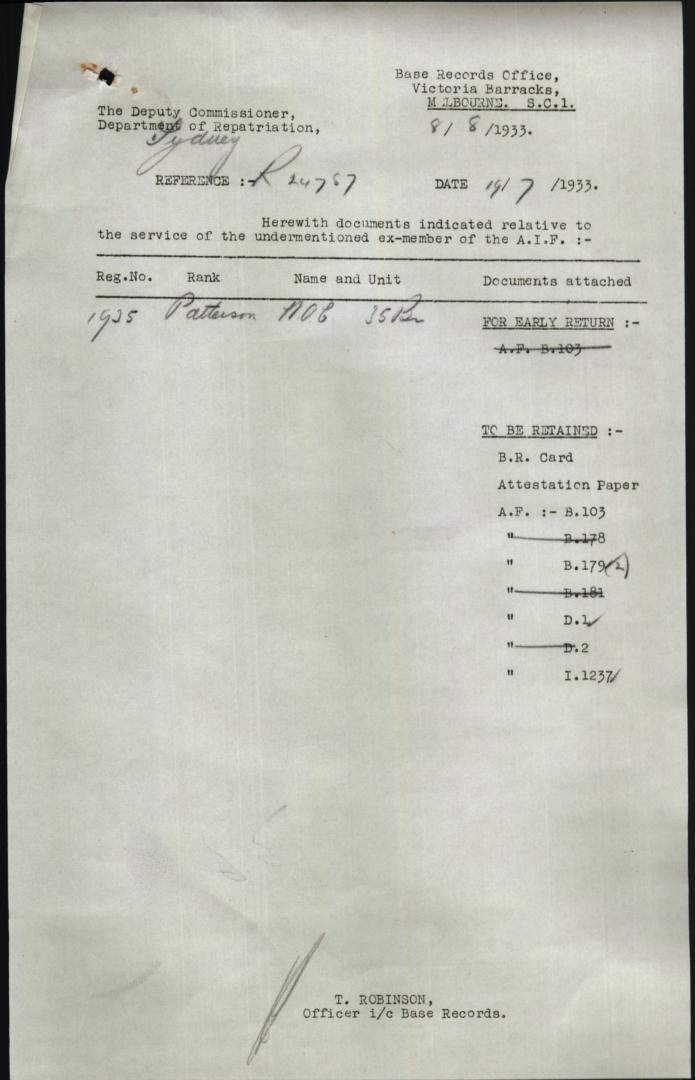 Base Records Office,
Victoria Barracks,
MELBOURNE. S.C.1.
The Deputy Commissioner,
Department of Repatriation,
Sydney
8/ 8 /1933.
REFERENCE :- R 24787
DATE 19/ 7 /1933.
Herewith documents indicated relative to
the service of the undermentioned ex-member of the A.I.F. :-
Reg.No. Rank Name and Unit Documents attached
1935 Patterson 35 Bn
FOR EARLY RETURN :-
A.F. B.103
TO BE RETAINED :-
B.R. Card
Attestation Paper
A.F. :- B.103
" B.178
" B.179(2)
" B.181
" D.1
" D.2
" I.1237
T. ROBINSON,
Officer i/c Base Records.